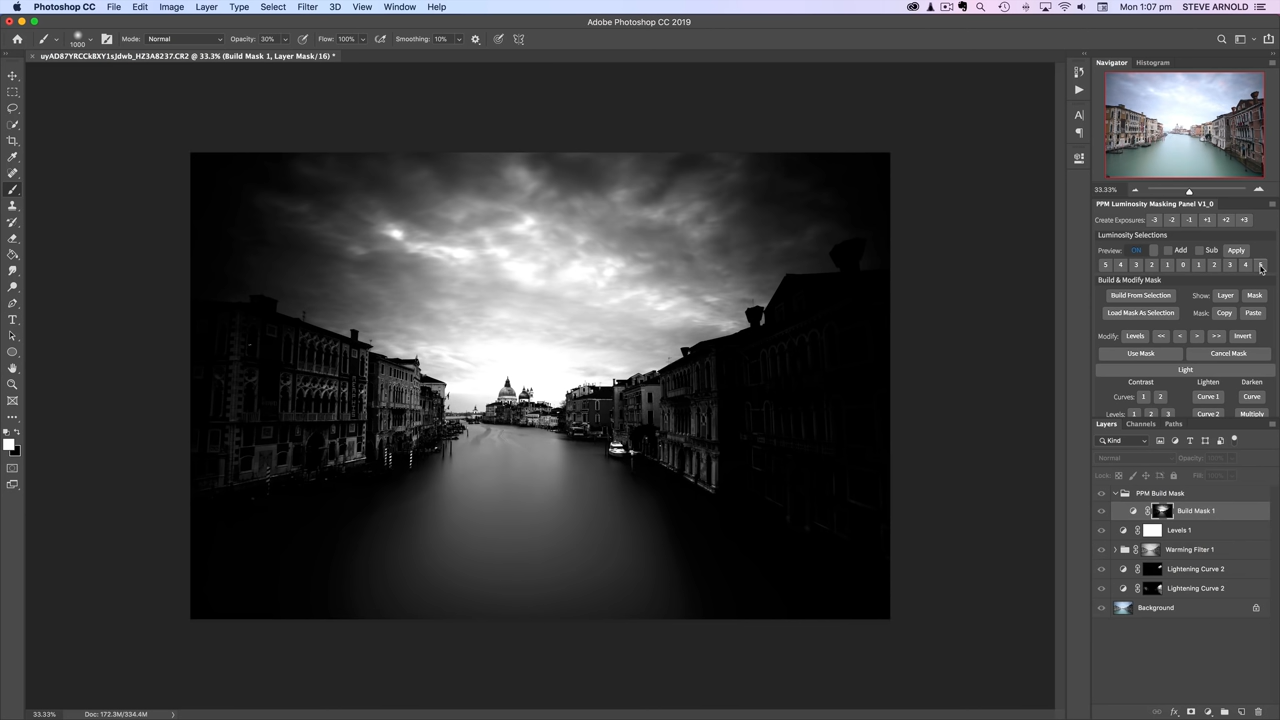 Photoshop CC File Edit Image Layer Type Select Filter 3D View Window Help Mon 1:07 pm STEVE ARNOLD
Adobe Photoshop CC 2019
1000 Mode: Normal Opacity: 30% Flow: 100% Smoothing: 10%
uyAD87YRCCkBXY1sJdwb_HZ3A8237.CR2 @ 33.3% (Build Mask 1, Layer Mask/16) *
Navigator Histogram
33.33%
PPM Luminosity Masking Panel V1_0
Create Exposures: -3 -2 -1 +1 +2 +3
Luminosity Selections
Preview: ON Add Sub Apply
5 4 3 2 1 0 1 2 3 4 5
Build & Modify Mask
Build From Selection Show: Layer Mask
Load Mask As Selection Mask: Copy Paste
Modify: Levels << < > >> Invert
Use Mask Cancel Mask
Light
Contrast Lighten Darken
Curves: 1 2 Curve 1 Curve
Levels: 1 2 3 Curve 2 Multiply
Layers Channels Paths
Kind
Normal Opacity: 100%
Lock: Fill: 100%
PPM Build Mask
Build Mask 1
Levels 1
Warming Filter 1
Lightening Curve 2
Lightening Curve 2
Background
33.33% Doc: 172.3M/334.4M